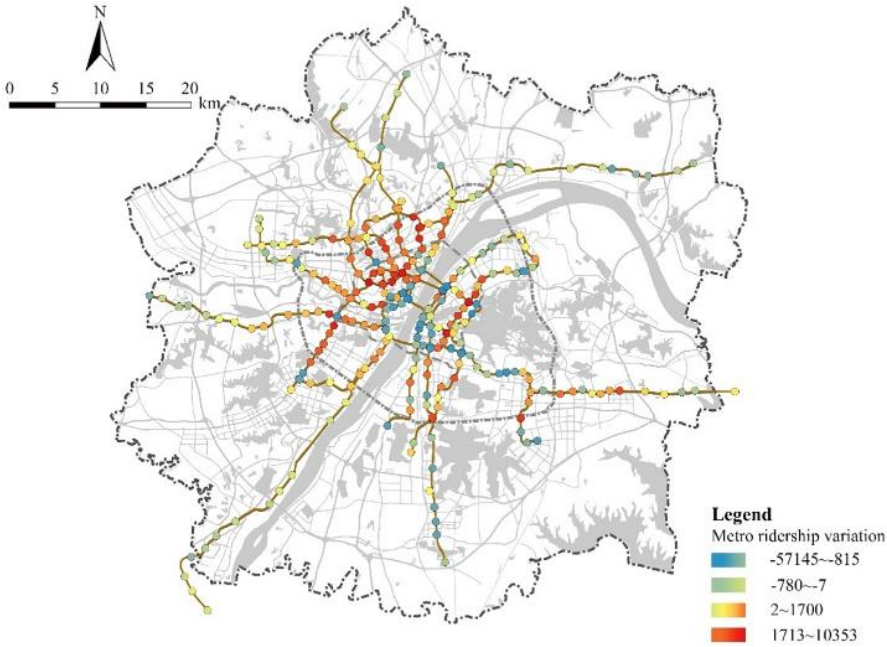 N
0 5 10 15 20
km
Legend
Metro ridership variation
-57145~-815
-780~-7
2~1700
1713~10353